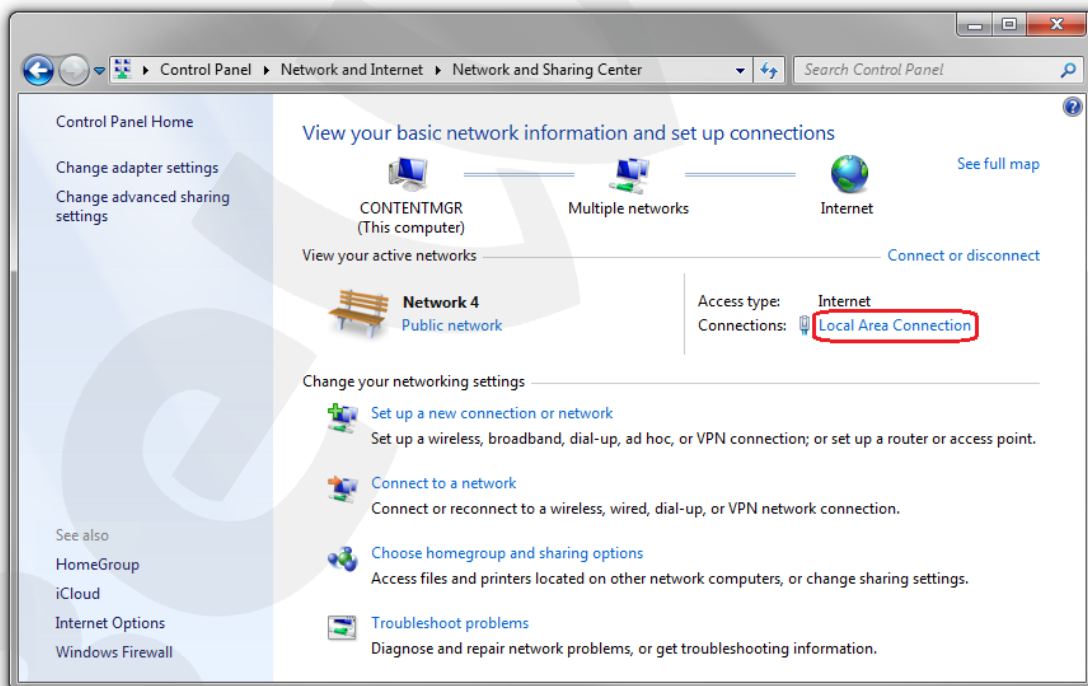 Control Panel Network and Internet Network and Sharing Center Search Control Panel
Control Panel Home
Change adapter settings
Change advanced sharing
settings
View your basic network information and set up connections
See full map
CONTENTMGR Multiple networks Internet
(This computer)
View your active networks Connect or disconnect
Network 4
Public network
Access type: Internet
Connections: Local Area Connection
Change your networking settings
Set up a new connection or network
Set up a wireless, broadband, dial-up, ad hoc, or VPN connection; or set up a router or access point.
Connect to a network
Connect or reconnect to a wireless, wired, dial-up, or VPN network connection.
Choose homegroup and sharing options
Access files and printers located on other network computers, or change sharing settings.
Troubleshoot problems
Diagnose and repair network problems, or get troubleshooting information.
See also
HomeGroup
iCloud
Internet Options
Windows Firewall